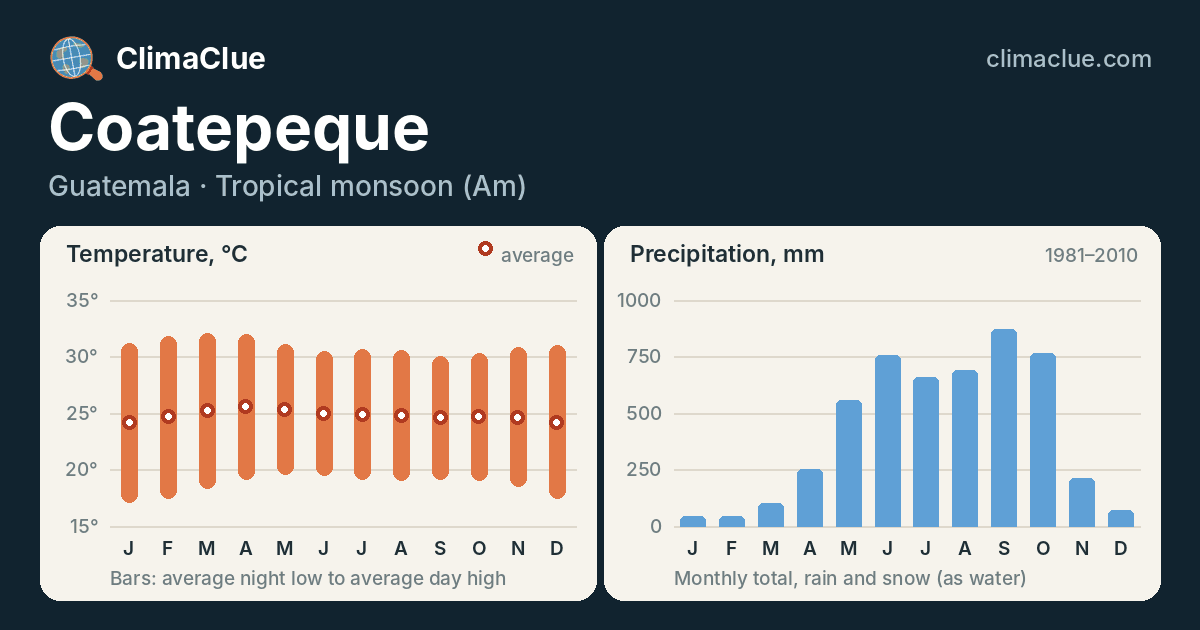 ClimaClue
climaclue.com
Coatepeque
Guatemala · Tropical monsoon (Am)
Temperature, °C
average
35°
30°
25°
20°
15°
J F M A M J J A S O N D
Bars: average night low to average day high
Precipitation, mm
1981–2010
1000
750
500
250
0
J F M A M J J A S O N D
Monthly total, rain and snow (as water)